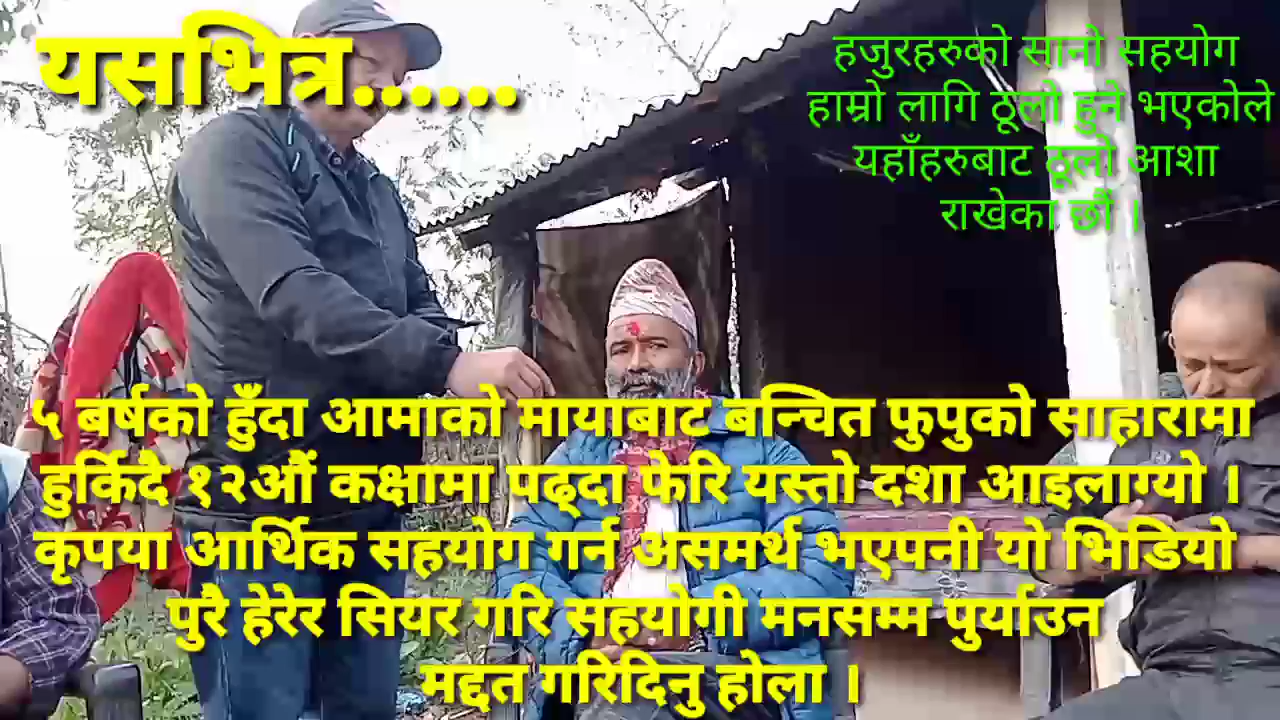 यसभित्र......
हजुरहरुको सानो सहयोग
हाम्रो लागि ठूलो हुने भएकोले
यहाँहरुबाट ठूलो आशा
राखेका छौं ।
५ बर्षको हुँदा आमाको मायाबाट बन्चित फुपुको साहारामा
हुर्किदै १२औं कक्षामा पढ्दा फेरि यस्तो दशा आइलाग्यो ।
कृपया आर्थिक सहयोग गर्न असमर्थ भएपनी यो भिडियो
पुरै हेरेर सियर गरि सहयोगी मनसम्म पुर्याउन
मद्दत गरिदिनु होला ।